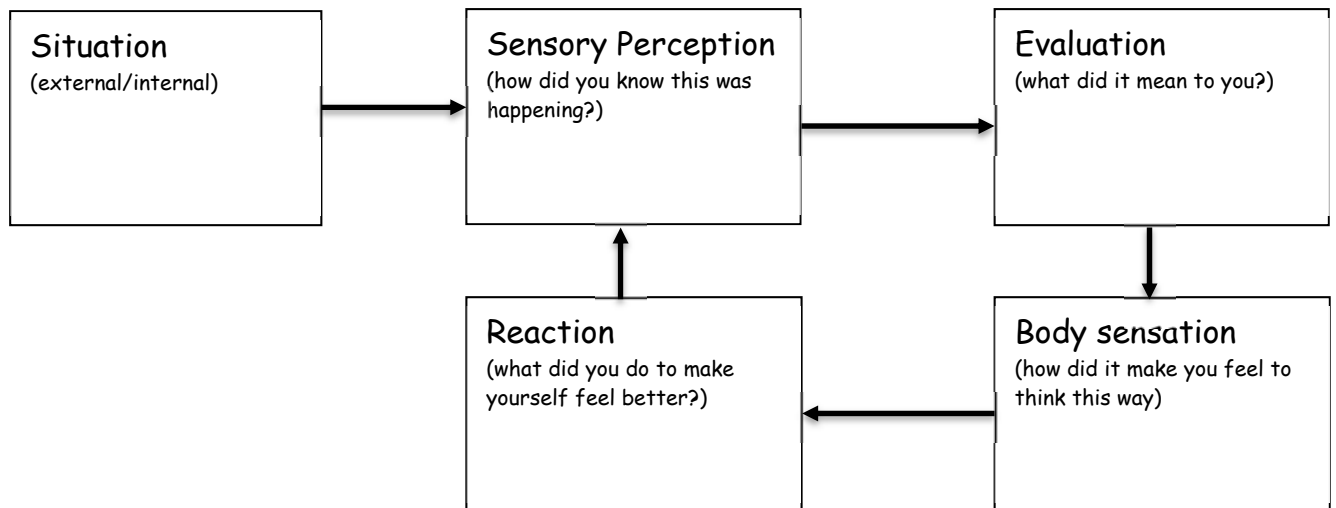 Situation
(external/internal)
Sensory Perception
(how did you know this was
happening?)
Evaluation
(what did it mean to you?)
Reaction
(what did you do to make
yourself feel better?)
Body sensation
(how did it make you feel to
think this way)